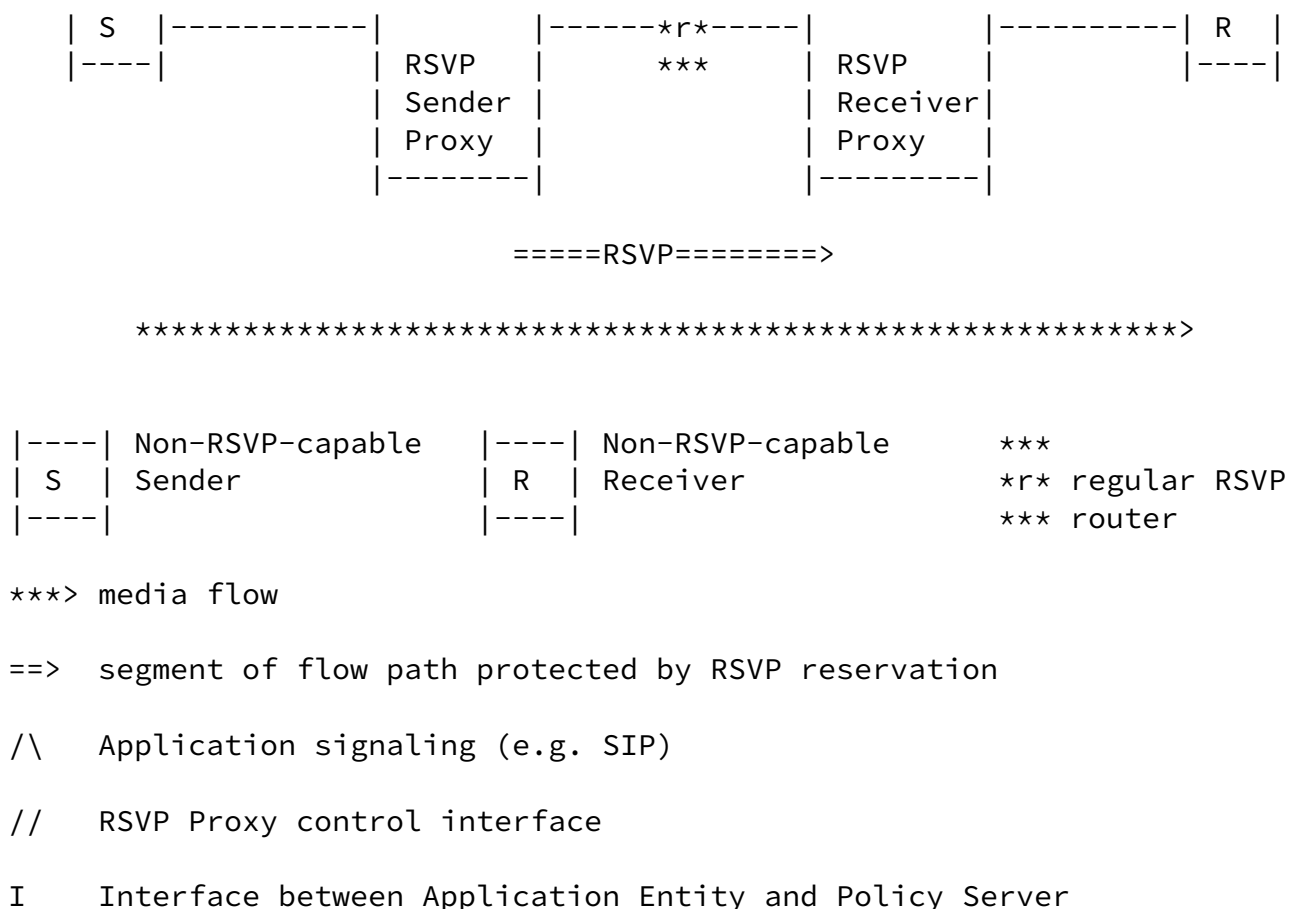 | S  |-----------|        |------*r*-----|         |----------| R  |
|----|           | RSVP   |      ***     | RSVP    |          |----|
                 | Sender |              | Receiver|
                 | Proxy  |              | Proxy   |
                 |--------|              |---------|
=====RSVP========>
**********************************************************>
|----| Non-RSVP-capable   |----| Non-RSVP-capable      ***
| S  | Sender             | R  | Receiver              *r* regular RSVP
|----|                    |----|                       *** router
***> media flow
==>  segment of flow path protected by RSVP reservation
/\   Application signaling (e.g. SIP)
//   RSVP Proxy control interface
I    Interface between Application Entity and Policy Server